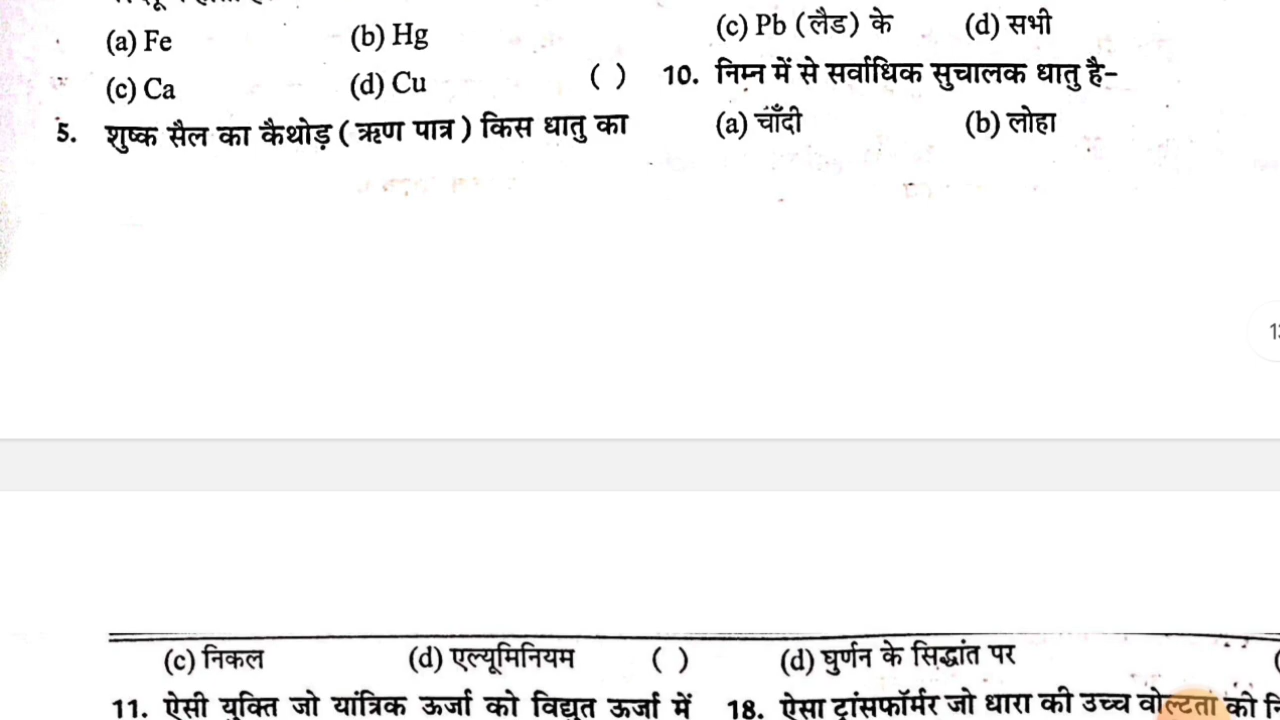 (a) Fe (b) Hg
(c) Ca (d) Cu ( )
5. शुष्क सैल का कैथोड़ ( ऋण पात्र ) किस धातु का
(c) Pb (लैड) के (d) सभी
10. निम्न में से सर्वाधिक सुचालक धातु है-
(a) चाँदी (b) लोहा
13
(c) निकल (d) एल्यूमिनियम ( )
11. ऐसी युक्ति जो यांत्रिक ऊर्जा को विद्युत ऊर्जा में
(d) घुर्णन के सिद्धांत पर (
18. ऐसा ट्रांसफॉर्मर जो धारा की उच्च वोल्टता को